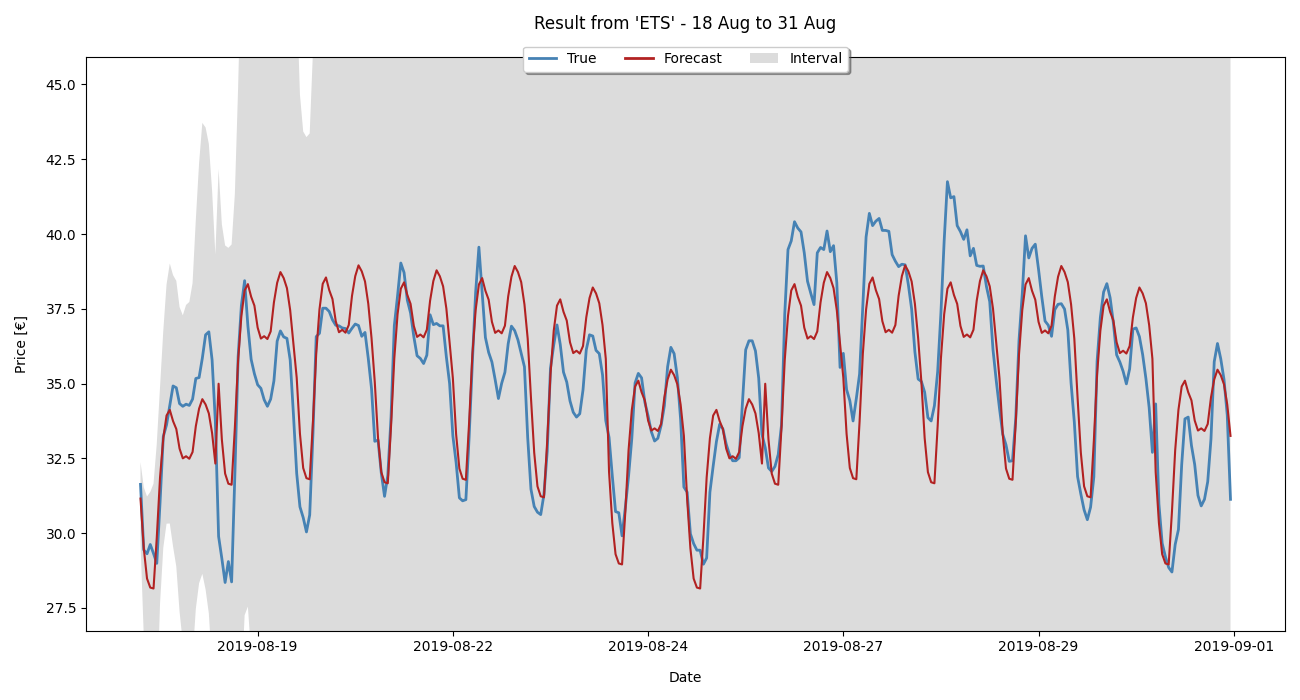 Result from 'ETS' - 18 Aug to 31 Aug
True Forecast Interval
45.0
42.5
40.0
37.5
35.0
32.5
30.0
27.5
Price [€]
2019-08-19 2019-08-22 2019-08-24 2019-08-27 2019-08-29 2019-09-01
Date